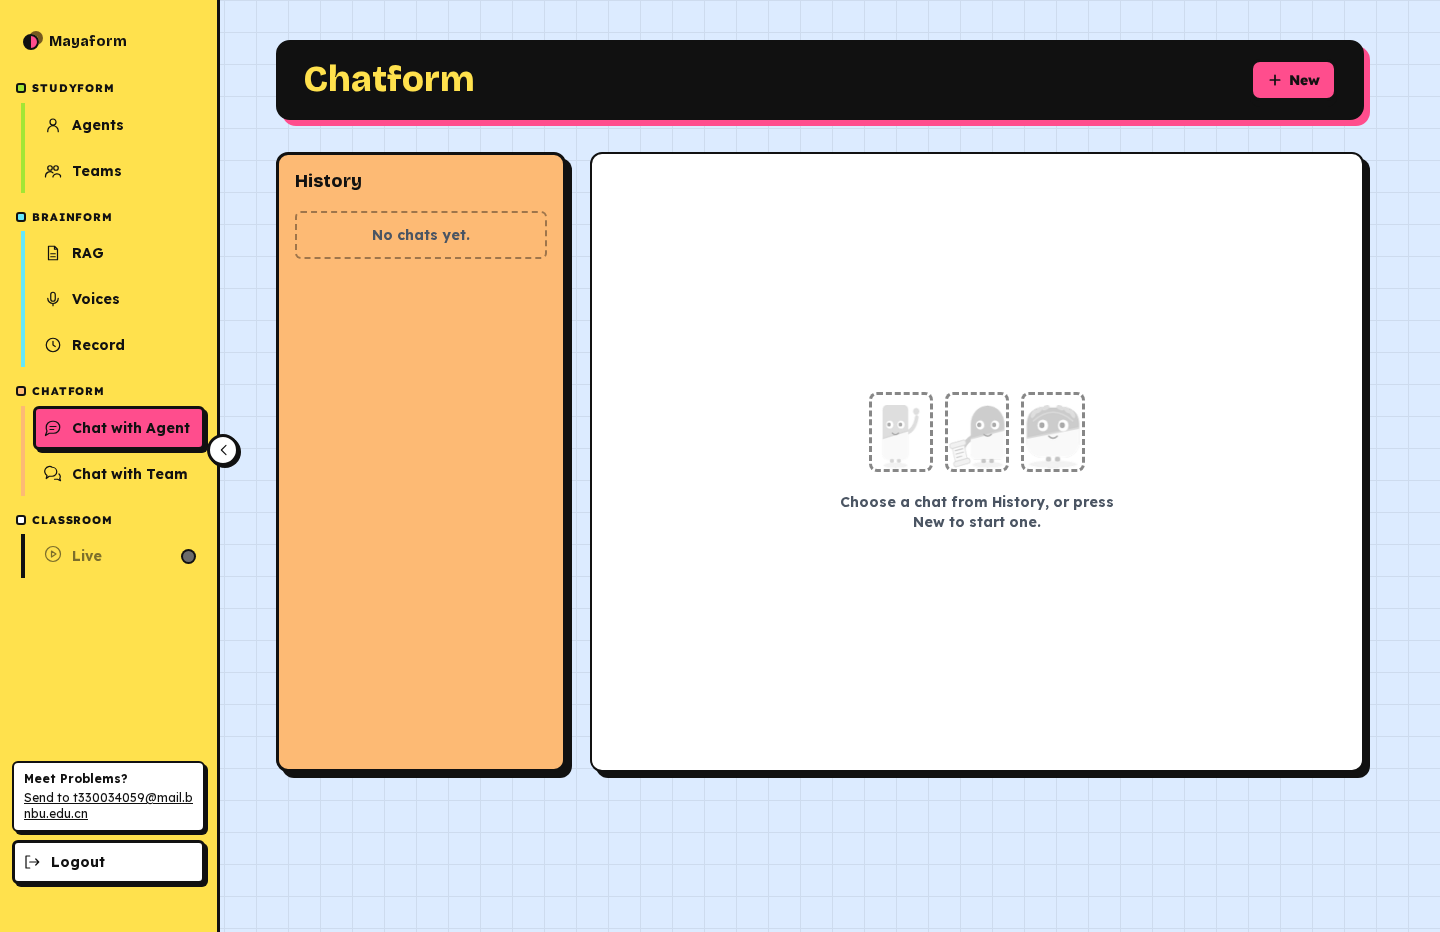 Mayaform
STUDYFORM
Agents
Teams
BRAINFORM
RAG
Voices
Record
CHATFORM
Chat with Agent
Chat with Team
CLASSROOM
Live
Meet Problems?
Send to t330034059@mail.b
nbu.edu.cn
Logout
Chatform
New
History
No chats yet.
Choose a chat from History, or press
New to start one.